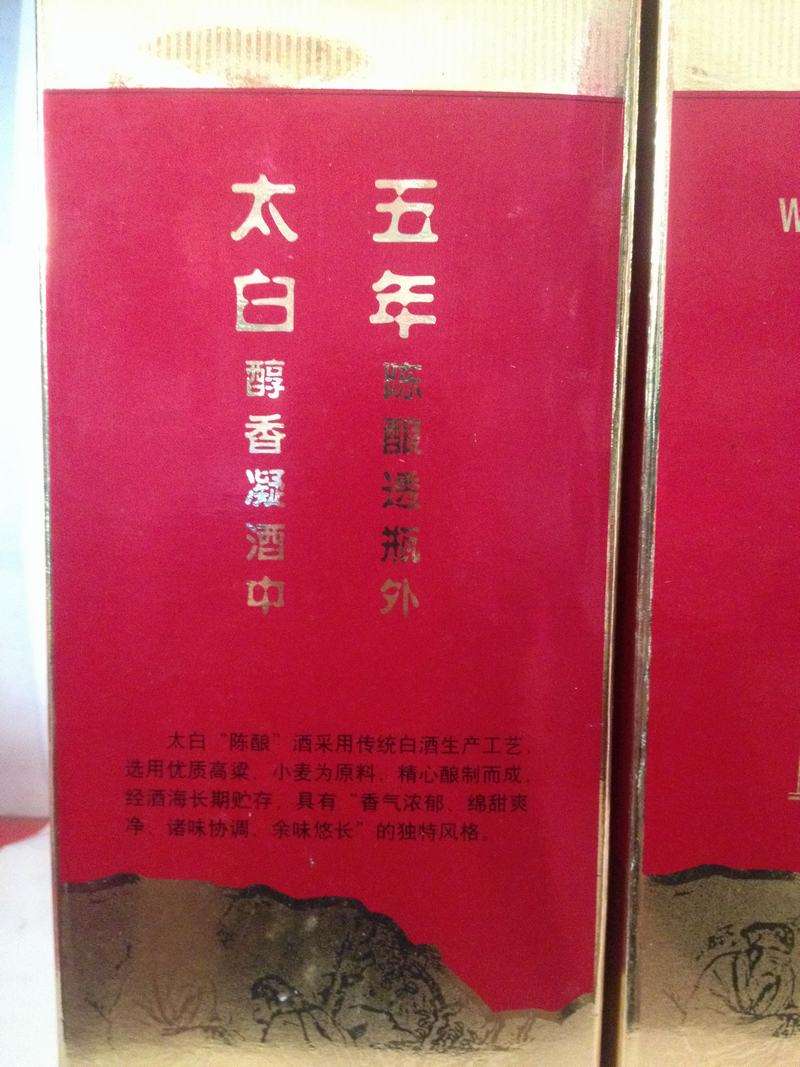 五年陈酿透瓶外
太白醇香凝酒中
太白“陈酿”酒采用传统白酒生产工艺，
选用优质高粱、小麦为原料，精心酿制而成，
经酒海长期贮存，具有“香气浓郁、绵甜爽
净、诸味协调、余味悠长”的独特风格。
W